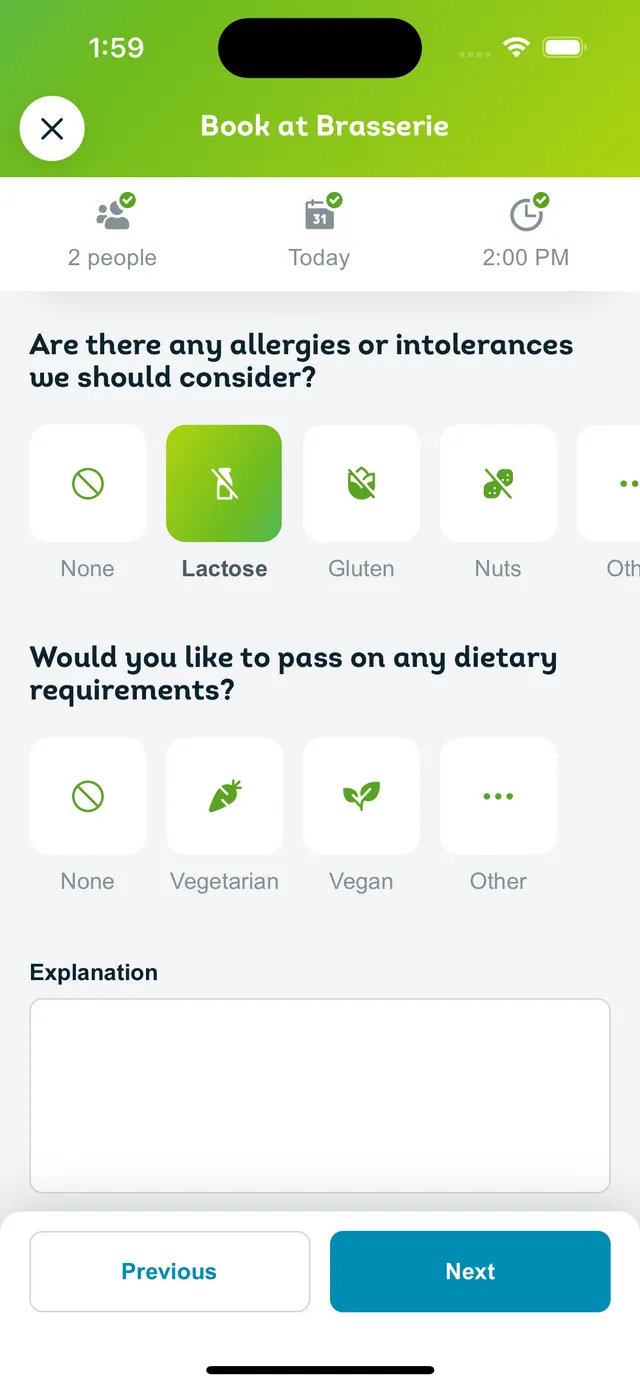 1:59
Book at Brasserie
31
2 people
Today
2:00 PM
Are there any allergies or intolerances
we should consider?
None
Lactose
Gluten
Nuts
Oth
Would you like to pass on any dietary
requirements?
None
Vegetarian
Vegan
Other
Explanation
Previous
Next